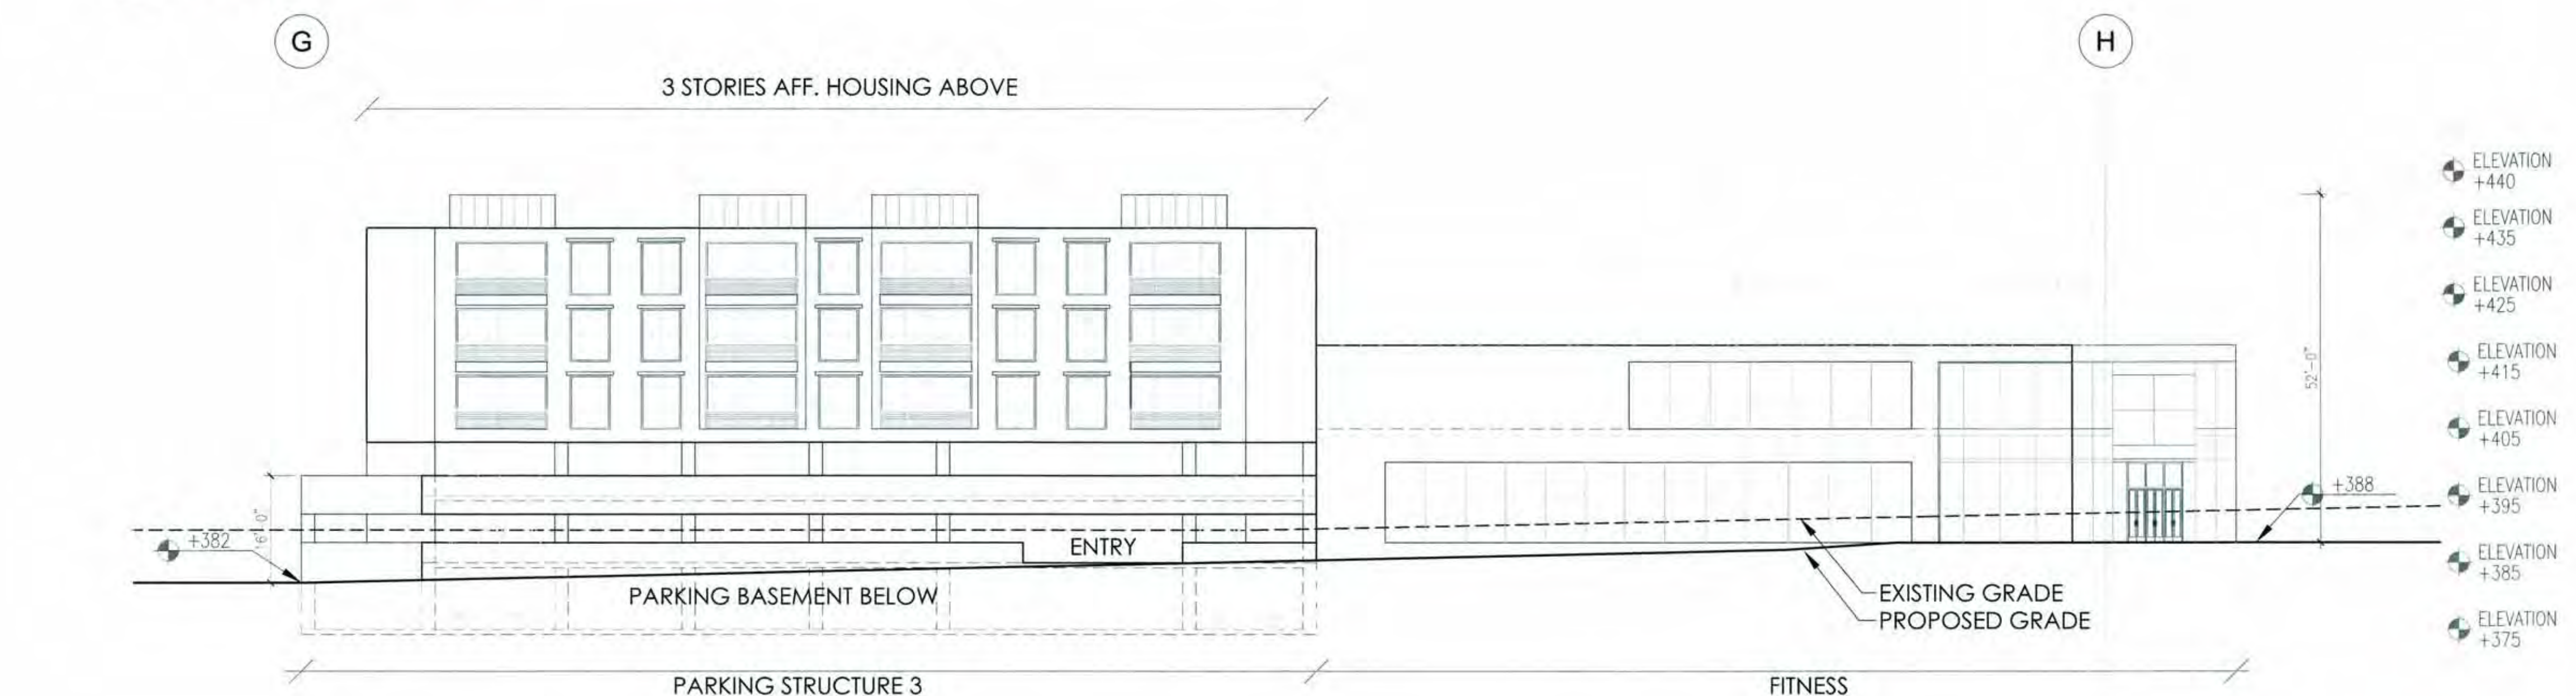 G
H
3 STORIES AFF. HOUSING ABOVE
ELEVATION
+440
ELEVATION
+435
ELEVATION
+425
ELEVATION
+415
ELEVATION
+405
ELEVATION
+395
ELEVATION
+385
ELEVATION
+375
52'-0"
+388
+382
16'-0"
ENTRY
PARKING BASEMENT BELOW
EXISTING GRADE
PROPOSED GRADE
PARKING STRUCTURE 3
FITNESS